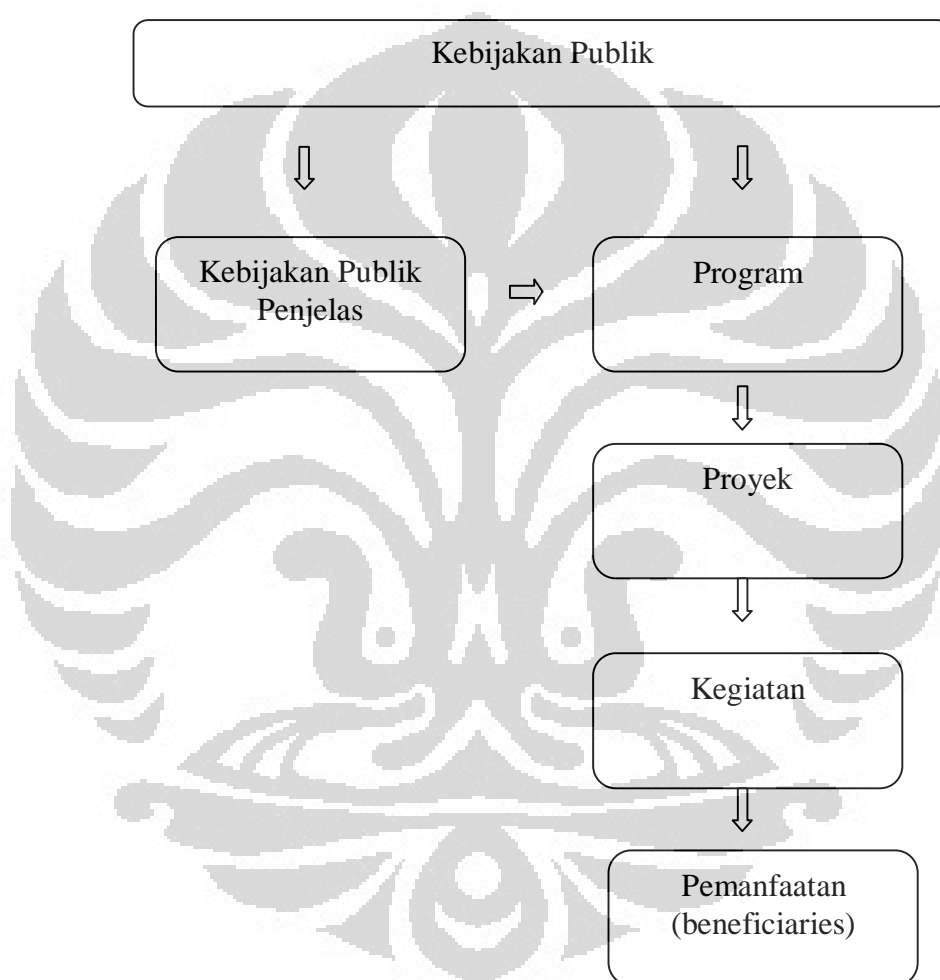 Kebijakan Publik
Kebijakan Publik
Penjelas
Program
Proyek
Kegiatan
Pemanfaatan
(beneficiaries)